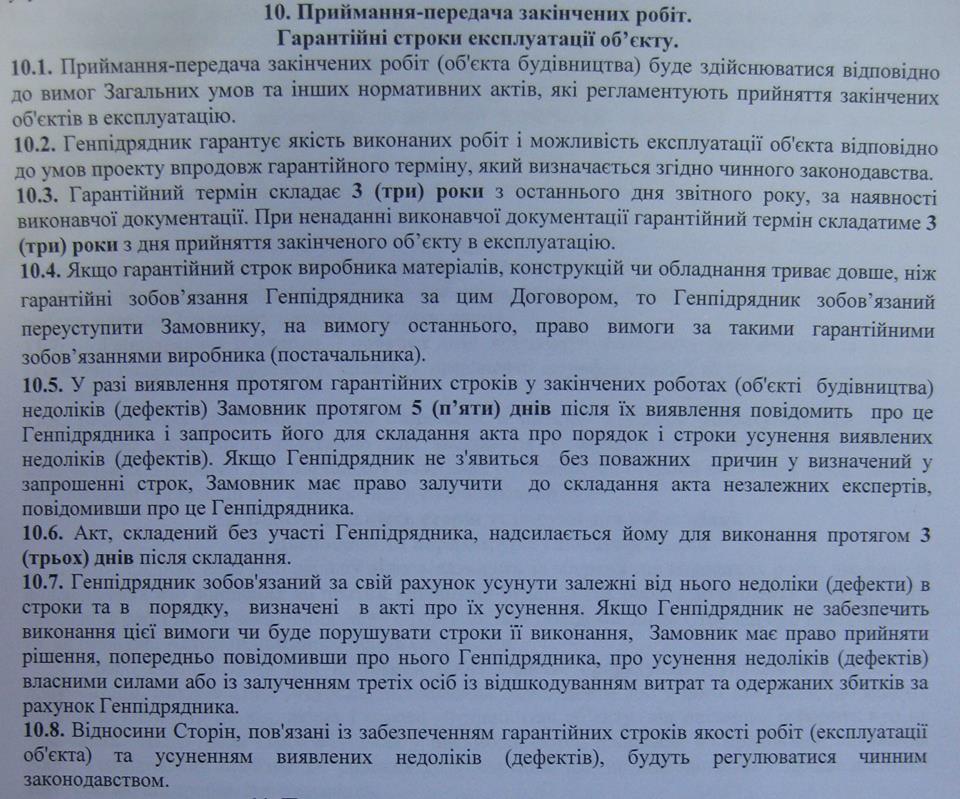 10. Приймання-передача закінчених робіт.
Гарантійні строки експлуатації об’єкту.
10.1. Приймання-передача закінчених робіт (об'єкта будівництва) буде здійснюватися відповідно
до вимог Загальних умов та інших нормативних актів, які регламентують прийняття закінчених
об'єктів в експлуатацію.
10.2. Генпідрядник гарантує якість виконаних робіт і можливість експлуатації об'єкта відповідно
до умов проекту впродовж гарантійного терміну, який визначається згідно чинного законодавства.
10.3. Гарантійний термін складає 3 (три) роки з останнього дня звітного року, за наявності
виконавчої документації. При ненаданні виконавчої документації гарантійний термін складатиме 3
(три) роки з дня прийняття закінченого об’єкту в експлуатацію.
10.4. Якщо гарантійний строк виробника матеріалів, конструкцій чи обладнання триває довше, ніж
гарантійні зобов’язання Генпідрядника за цим Договором, то Генпідрядник зобов’язаний
переуступити Замовнику, на вимогу останнього, право вимоги за такими гарантійними
зобов’язаннями виробника (постачальника).
10.5. У разі виявлення протягом гарантійних строків у закінчених роботах (об'єкті будівництва)
недоліків (дефектів) Замовник протягом 5 (п’яти) днів після їх виявлення повідомить про це
Генпідрядника і запросить його для складання акта про порядок і строки усунення виявлених
недоліків (дефектів). Якщо Генпідрядник не з'явиться без поважних причин у визначений у
запрошенні строк, Замовник має право залучити до складання акта незалежних експертів,
повідомивши про це Генпідрядника.
10.6. Акт, складений без участі Генпідрядника, надсилається йому для виконання протягом 3
(трьох) днів після складання.
10.7. Генпідрядник зобов'язаний за свій рахунок усунути залежні від нього недоліки (дефекти) в
строки та в порядку, визначені в акті про їх усунення. Якщо Генпідрядник не забезпечить
виконання цієї вимоги чи буде порушувати строки її виконання, Замовник має право прийняти
рішення, попередньо повідомивши про нього Генпідрядника, про усунення недоліків (дефектів)
власними силами або із залученням третіх осіб із відшкодуванням витрат та одержаних збитків за
рахунок Генпідрядника.
10.8. Відносини Сторін, пов'язані із забезпеченням гарантійних строків якості робіт (експлуатації
об'єкта) та усуненням виявлених недоліків (дефектів), будуть регулюватися чинним
законодавством.